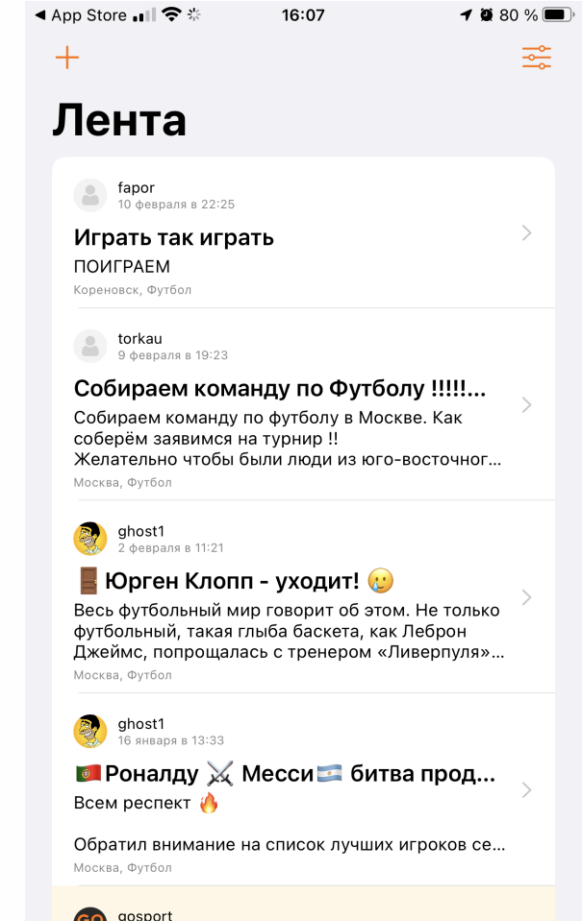 App Store
16:07
80 %
Лента
fapor
10 февраля в 22:25
Играть так играть
ПОИГРАЕМ
Кореновск, Футбол
torkau
9 февраля в 19:23
Собираем команду по Футболу !!!!!...
Собираем команду по футболу в Москве. Как
соберём заявимся на турнир !!
Желательно чтобы были люди из юго-восточног...
Москва, Футбол
ghost1
2 февраля в 11:21
🚪Юрген Клопп - уходит! 🥲
Весь футбольный мир говорит об этом. Не только
футбольный, такая глыба баскета, как Леброн
Джеймс, попрощалась с тренером «Ливерпуля»...
Москва, Футбол
ghost1
16 января в 13:33
🇵🇹Роналду ⚔️ Месси🇦🇷 битва прод...
Всем респект 🔥
Обратил внимание на список лучших игроков се...
Москва, Футбол
GO
gosport